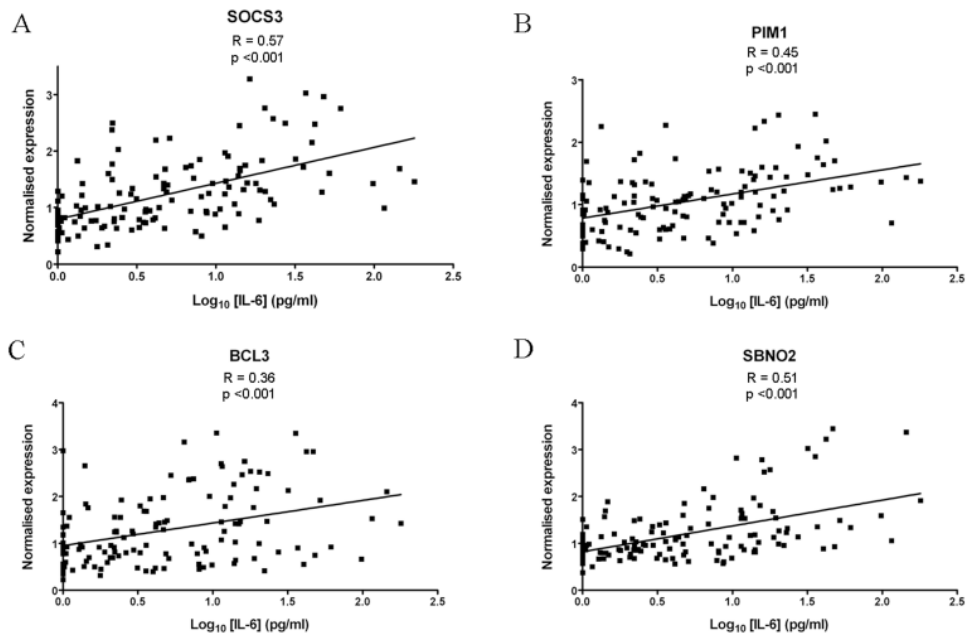 A
SOCS3
R = 0.57
p <0.001
Normalised expression
4
3
2
1
0
0.0 0.5 1.0 1.5 2.0 2.5
Log₁₀ [IL-6] (pg/ml)
B
PIM1
R = 0.45
p <0.001
Normalised expression
3
2
1
0
0.0 0.5 1.0 1.5 2.0 2.5
Log₁₀ [IL-6] (pg/ml)
C
BCL3
R = 0.36
p <0.001
Normalised expression
4
3
2
1
0
0.0 0.5 1.0 1.5 2.0 2.5
Log₁₀ [IL-6] (pg/ml)
D
SBNO2
R = 0.51
p <0.001
Normalised expression
4
3
2
1
0
0.0 0.5 1.0 1.5 2.0 2.5
Log₁₀ [IL-6] (pg/ml)